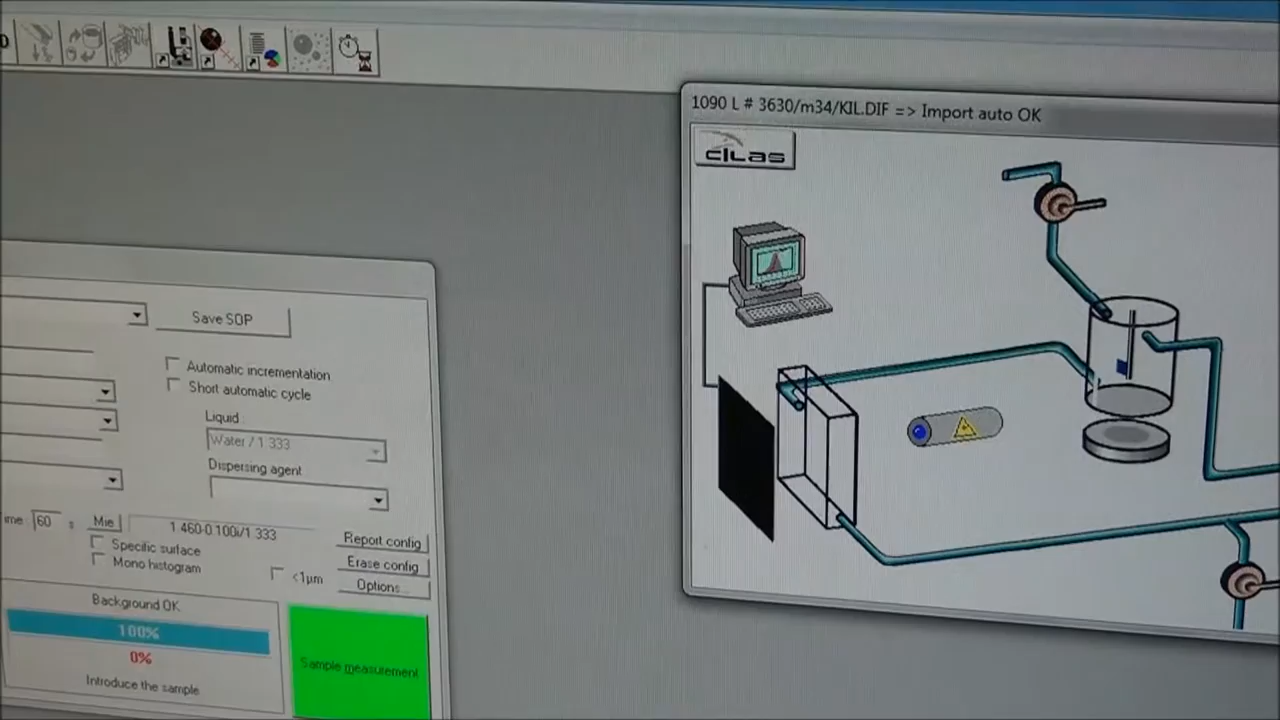 1090 L # 3630/m34/KIL.DIF => Import auto OK
cilas
Save SOP
Automatic incrementation
Short automatic cycle
Liquid
Water / 1 333
Dispersing agent
ime 60 s Mie 1 460-0 100i/1 333
Specific surface
Mono histogram
<1µm
Report config
Erase config
Options...
Background OK
100%
0%
Introduce the sample
Sample measurement